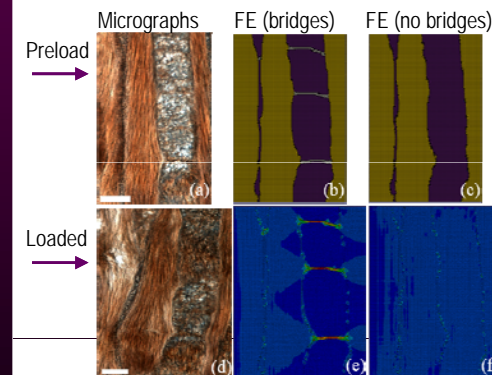 Micrographs FE (bridges) FE (no bridges)
Preload
(a) (b) (c)
Loaded
(d) (e) (f)